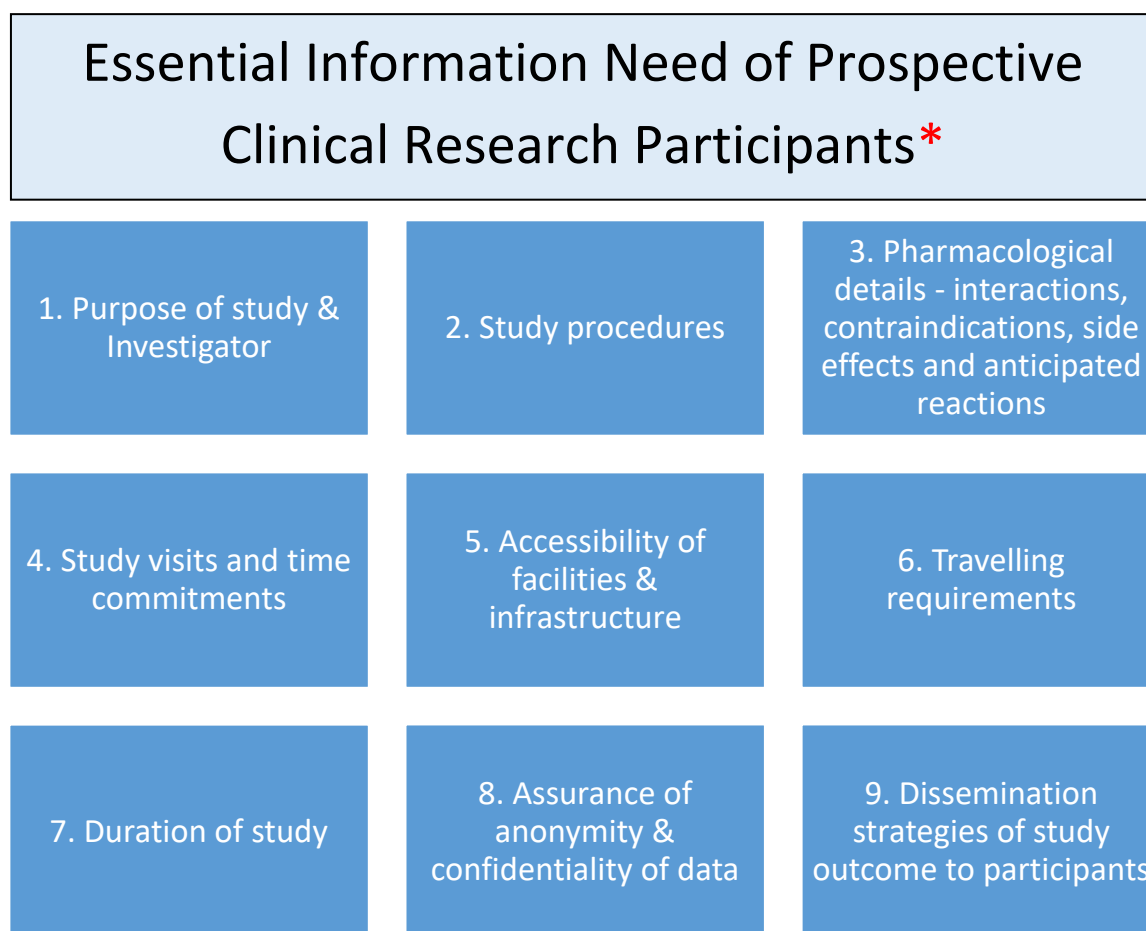 Essential Information Need of Prospective
Clinical Research Participants*
1. Purpose of study &
Investigator
2. Study procedures
3. Pharmacological
details - interactions,
contraindications, side
effects and anticipated
reactions
4. Study visits and time
commitments
5. Accessibility of
facilities &
infrastructure
6. Travelling
requirements
7. Duration of study
8. Assurance of
anonymity &
confidentiality of data
9. Dissemination
strategies of study
outcome to participants